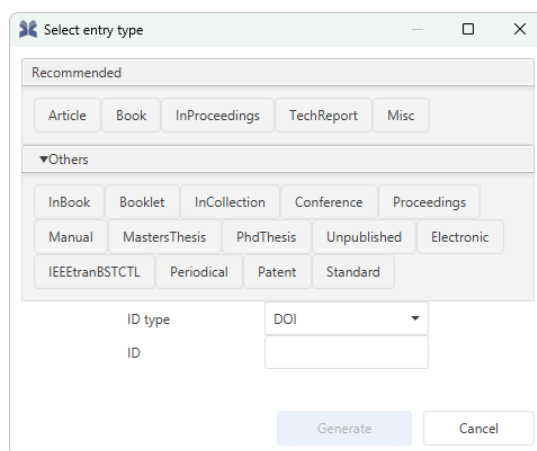 Select entry type
Recommended
Article Book InProceedings TechReport Misc
▼Others
InBook Booklet InCollection Conference Proceedings
Manual MastersThesis PhdThesis Unpublished Electronic
IEEEtranBSTCTL Periodical Patent Standard
ID type DOI
ID
Generate Cancel